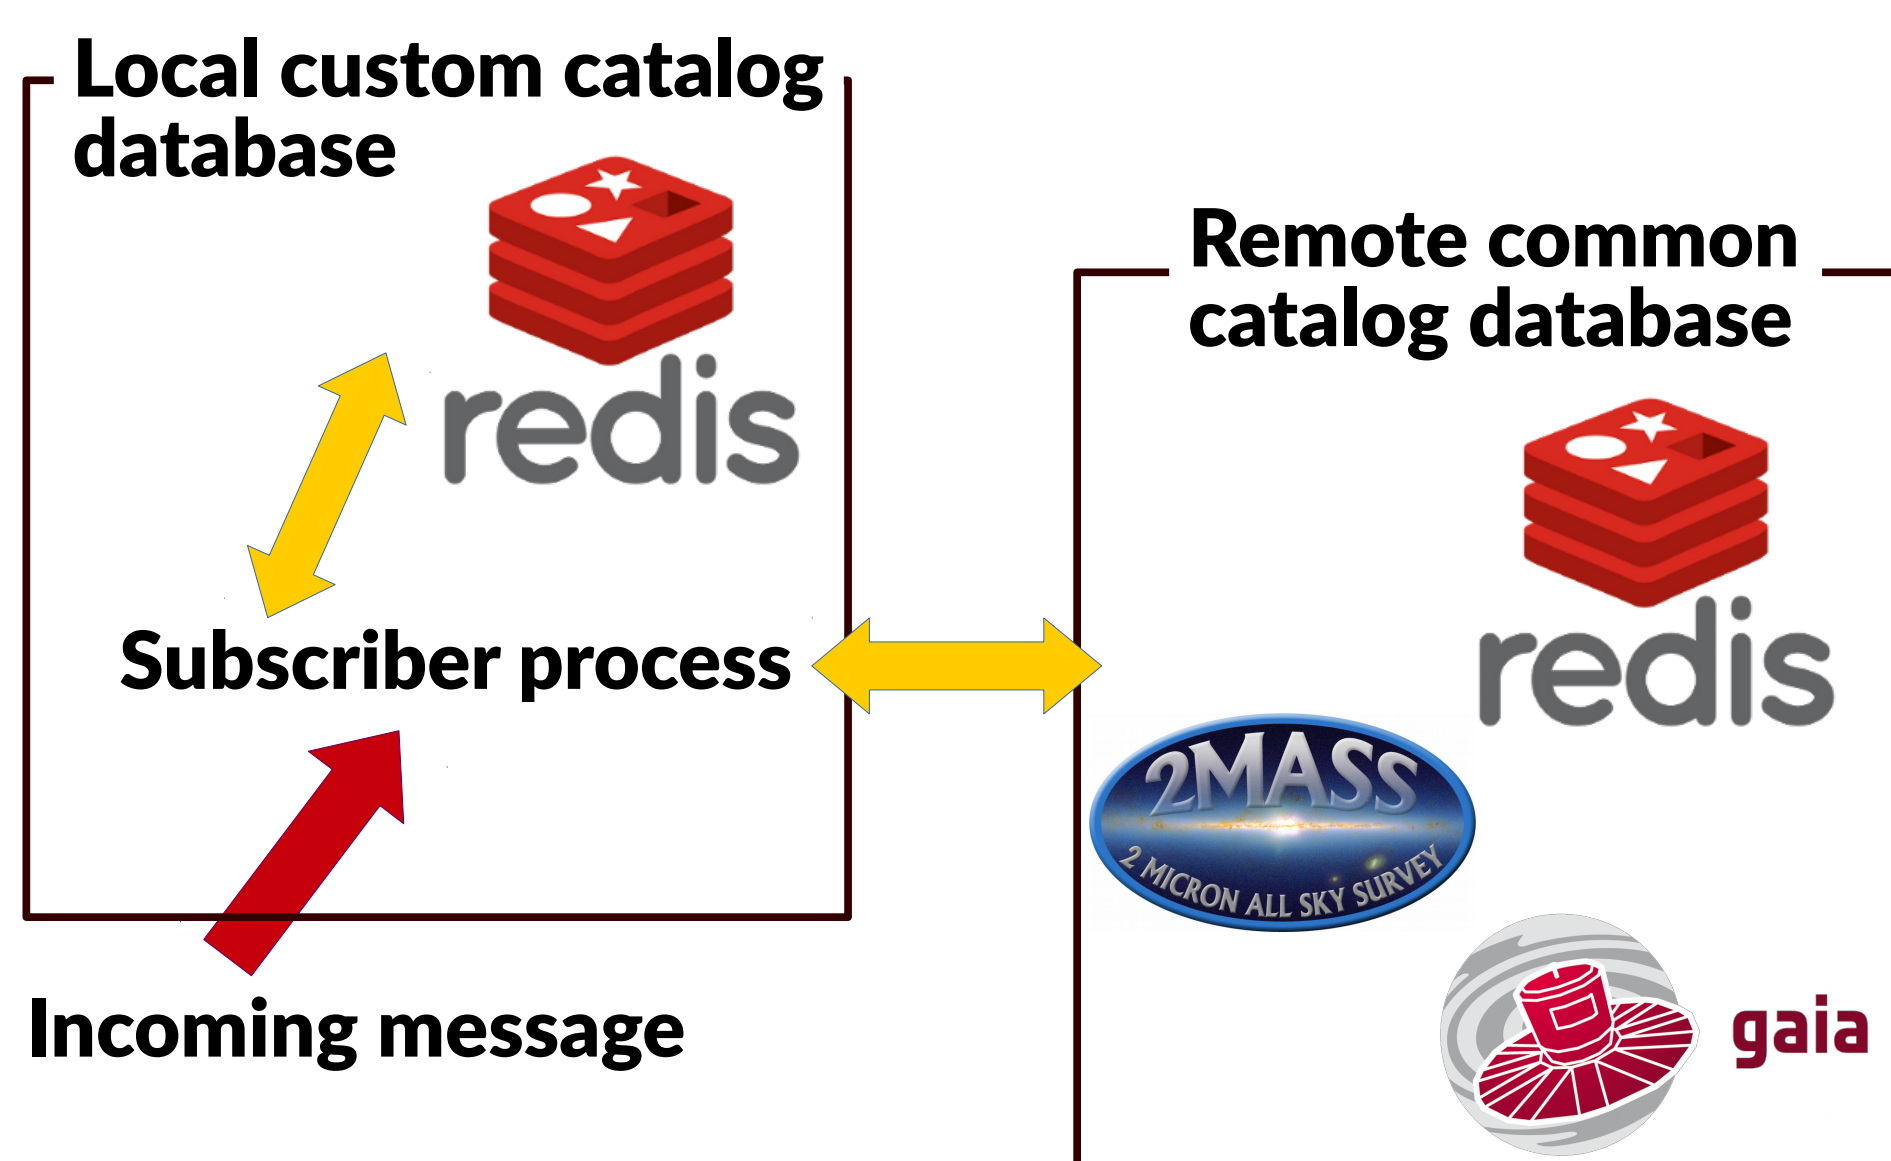 Local custom catalog
database
redis
Subscriber process
Incoming message
Remote common
catalog database
redis
2MASS
2 MICRON ALL SKY SURVEY
gaia